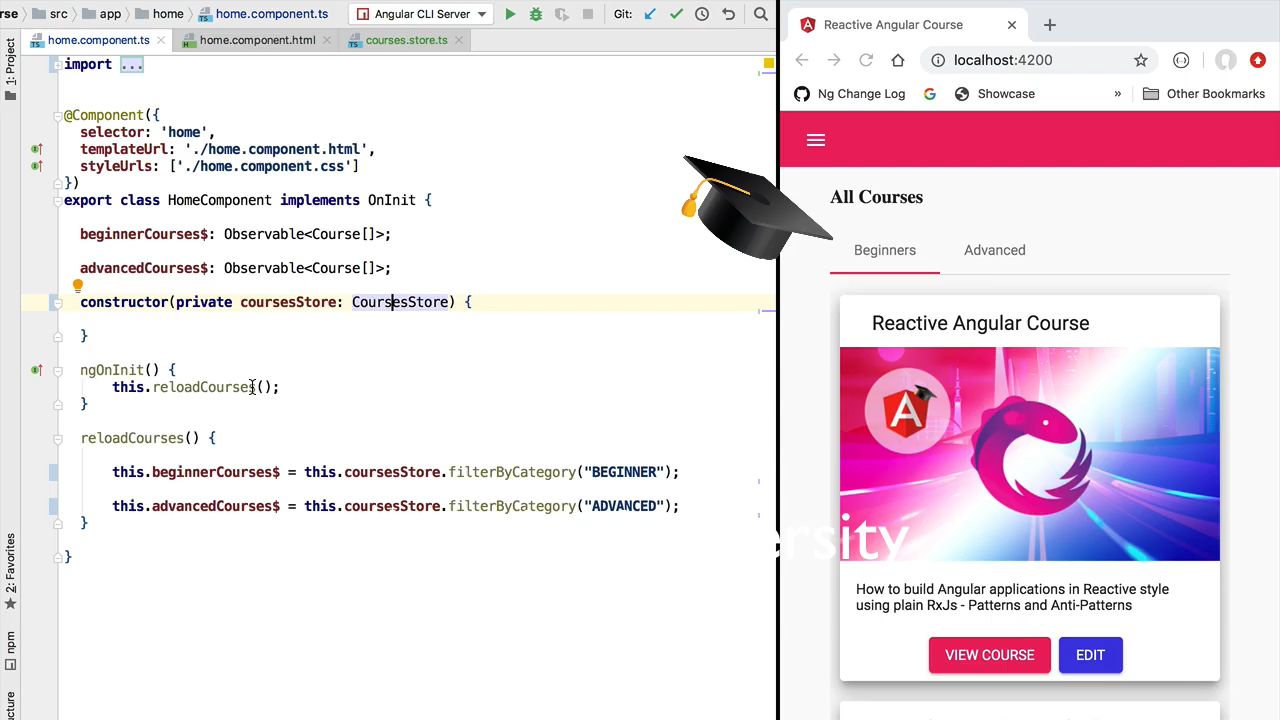 rse
src
app
home
home.component.ts
Angular CLI Server
Git:
home.component.ts
home.component.html
courses.store.ts
1: Project
2: Favorites
npm
import ...
@Component({
selector: 'home',
templateUrl: './home.component.html',
styleUrls: ['./home.component.css']
})
export class HomeComponent implements OnInit {
beginnerCourses$: Observable<Course[]>;
advancedCourses$: Observable<Course[]>;
constructor(private coursesStore: CoursesStore) {
}
ngOnInit() {
this.reloadCourses();
}
reloadCourses() {
this.beginnerCourses$ = this.coursesStore.filterByCategory("BEGINNER");
this.advancedCourses$ = this.coursesStore.filterByCategory("ADVANCED");
}
}
Reactive Angular Course
localhost:4200
Ng Change Log
Showcase
»
Other Bookmarks
All Courses
Beginners
Advanced
Reactive Angular Course
ersity
How to build Angular applications in Reactive style
using plain RxJs - Patterns and Anti-Patterns
VIEW COURSE
EDIT